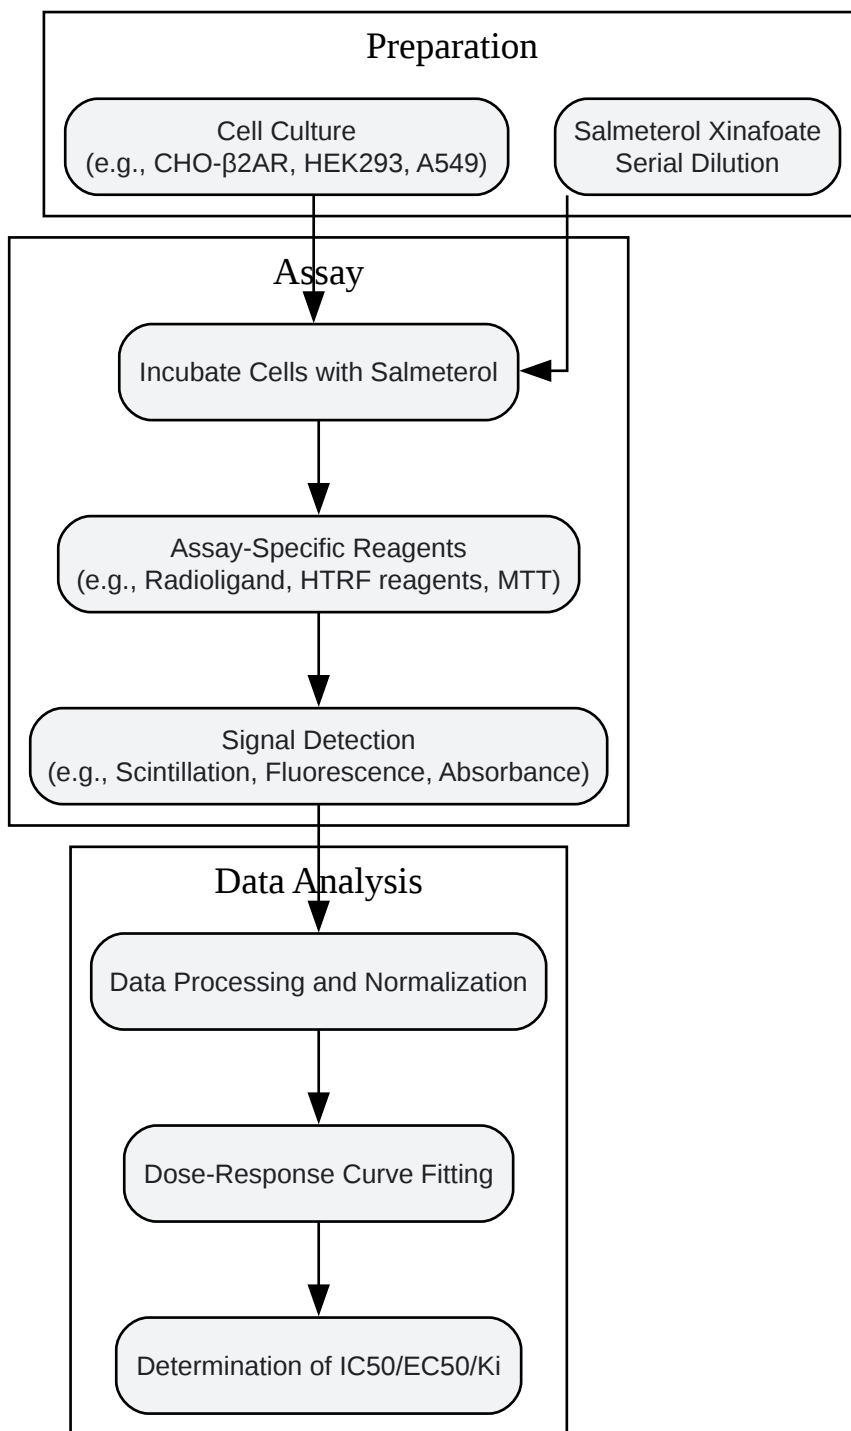 Preparation
Cell Culture
(e.g., CHO-β2AR, HEK293, A549)
Salmeterol Xinafoate
Serial Dilution
Assay
Incubate Cells with Salmeterol
Assay-Specific Reagents
(e.g., Radioligand, HTRF reagents, MTT)
Signal Detection
(e.g., Scintillation, Fluorescence, Absorbance)
Data Analysis
Data Processing and Normalization
Dose-Response Curve Fitting
Determination of IC50/EC50/Ki